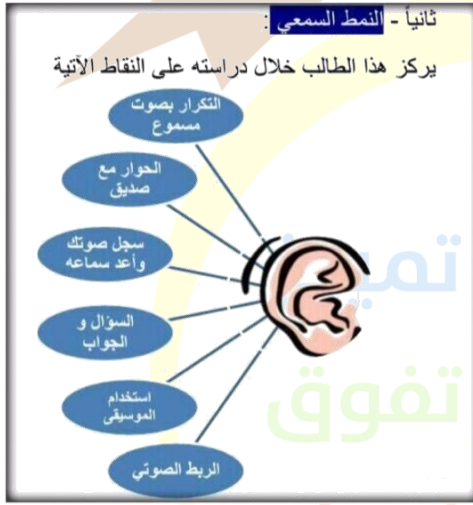 ثانياً - النمط السمعي :
يركز هذا الطالب خلال دراسته على النقاط الآتية
التكرار بصوت
مسموع
الحوار مع
صديق
سجل صوتك
وأعد سماعه
السؤال و
الجواب
استخدام
الموسيقى
الربط الصوتي
تفوق